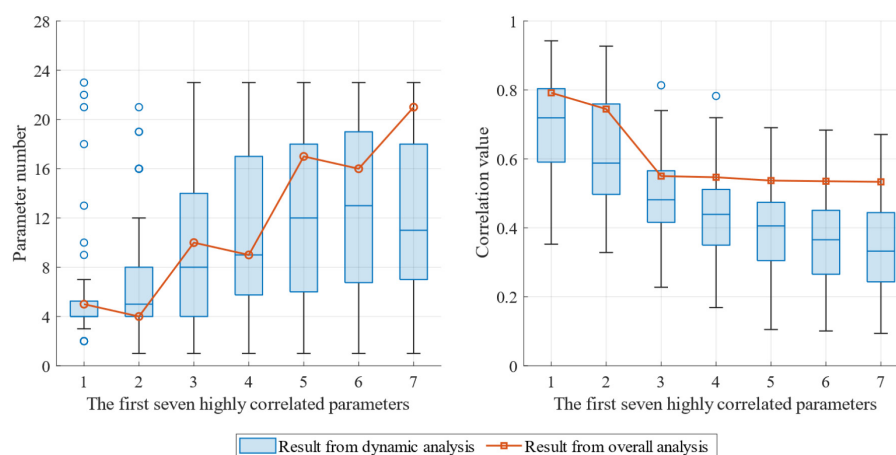 28
24
20
16
12
8
4
0
Parameter number
1 2 3 4 5 6 7
The first seven highly correlated parameters
1
0.8
0.6
0.4
0.2
0
Correlation value
1 2 3 4 5 6 7
The first seven highly correlated parameters
Result from dynamic analysis Result from overall analysis